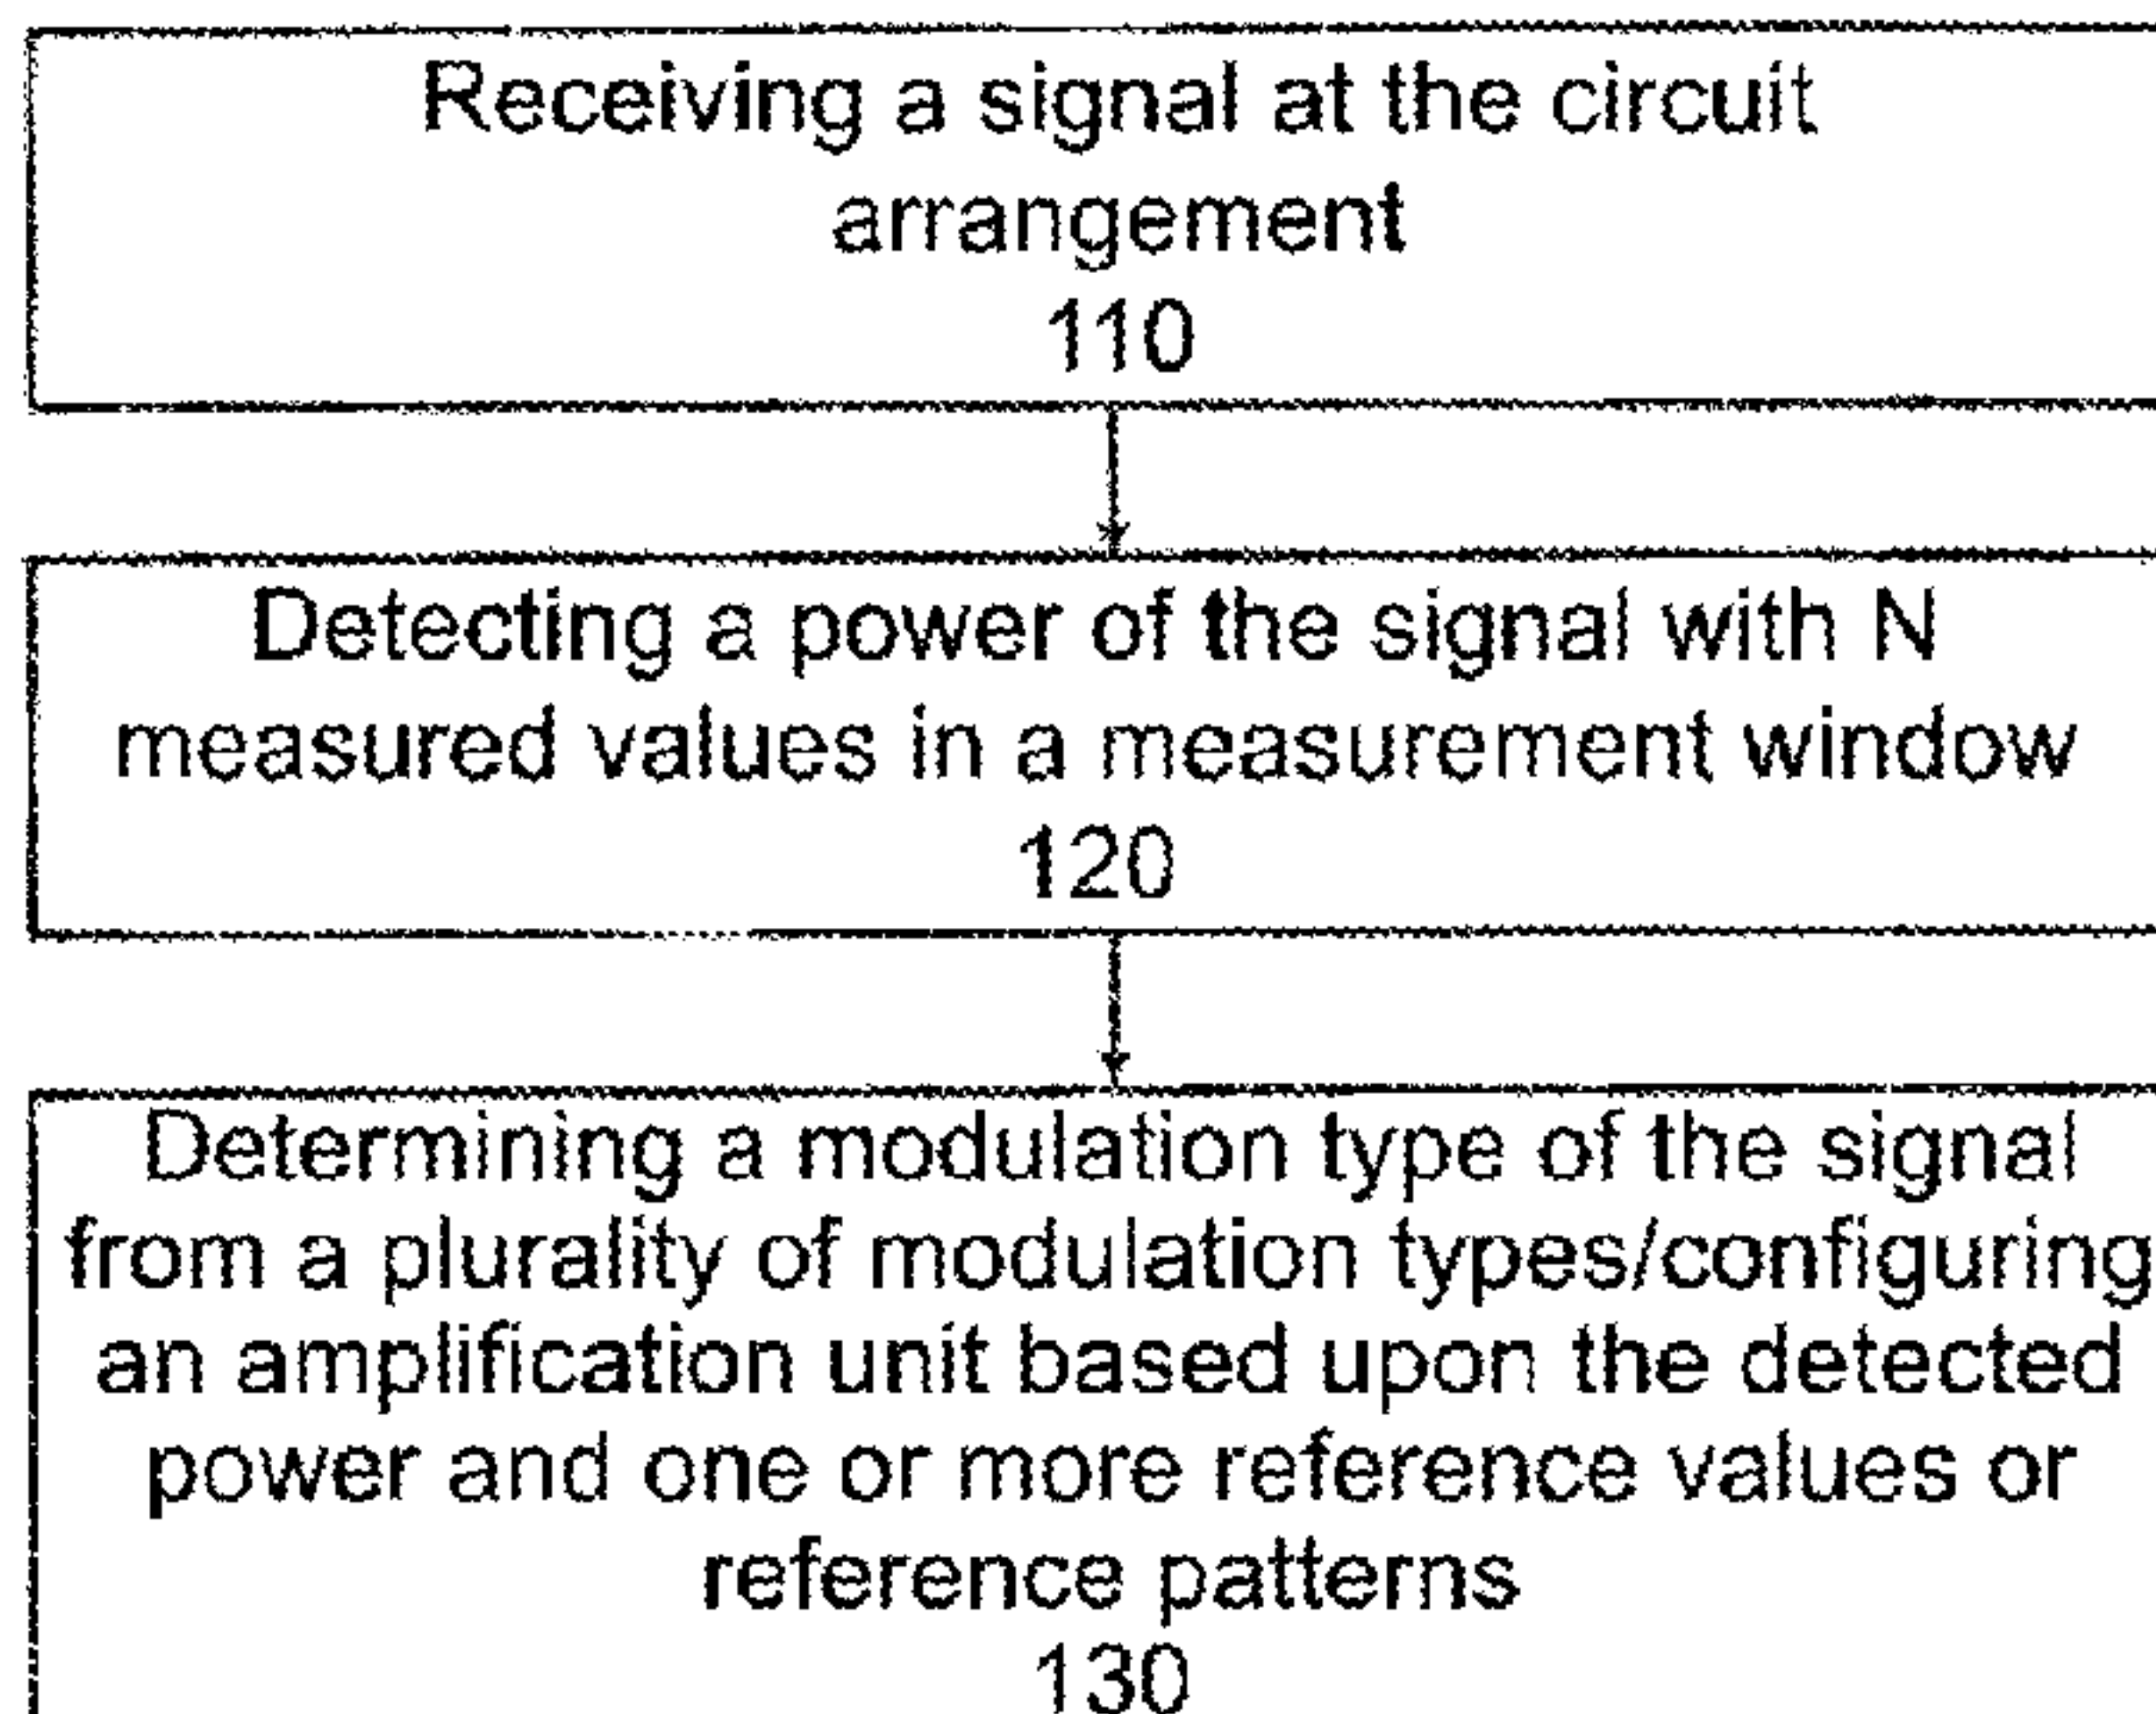 Receiving a signal at the circuit
arrangement
110
Detecting a power of the signal with N
measured values in a measurement window
120
Determining a modulation type of the signal
from a plurality of modulation types/configuring
an amplification unit based upon the detected
power and one or more reference values or
reference patterns
130